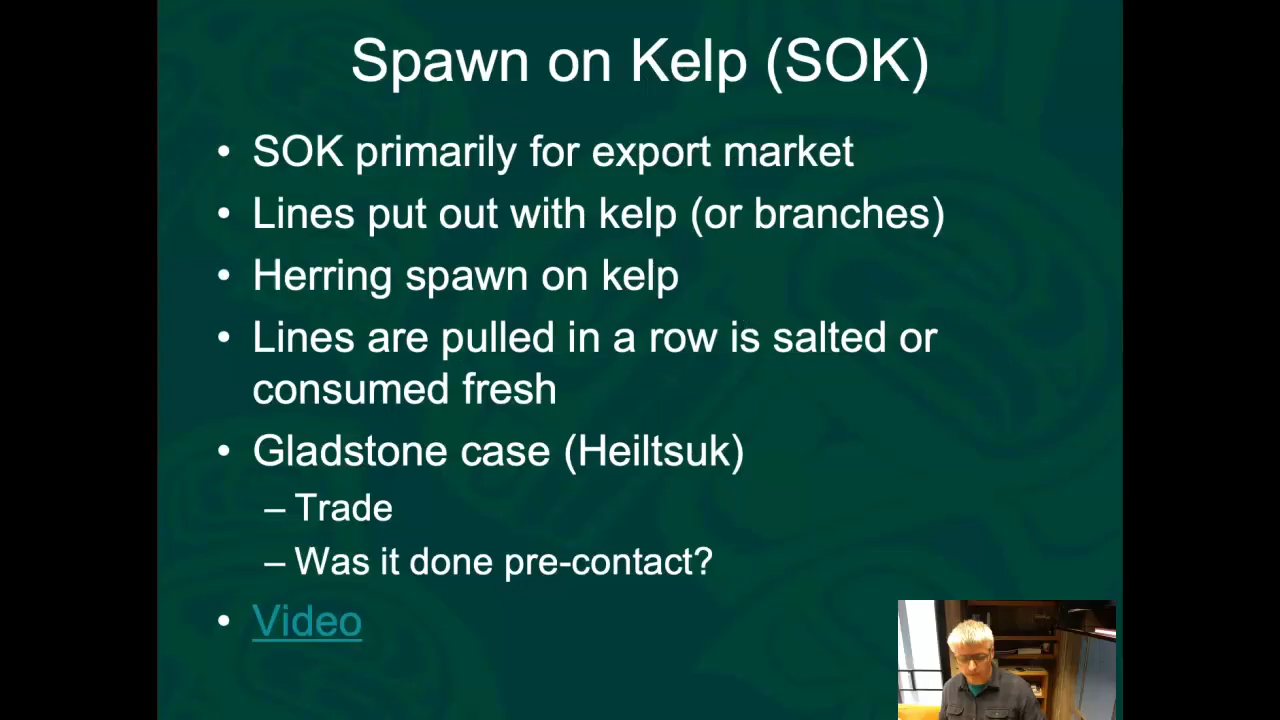 Spawn on Kelp (SOK)
• SOK primarily for export market
• Lines put out with kelp (or branches)
• Herring spawn on kelp
• Lines are pulled in a row is salted or
consumed fresh
• Gladstone case (Heiltsuk)
– Trade
– Was it done pre-contact?
• Video